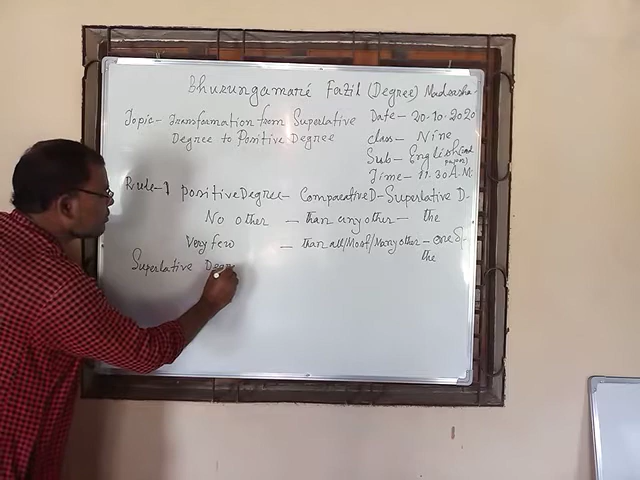 Bhurungamari Fazil (Degree) Madrasha-
Topic- Transformation from Superlative
Degree to Positive Degree
Date- 20-10-2020
Class- Nine
Sub- English (2nd
paper)
Time- 11.30 A.M.
Rule-1 Positive Degree- Comparative D- Superlative D-
No other - than any other - the
Very few - than all/Most/Many other - one of
the
Superlative Degr